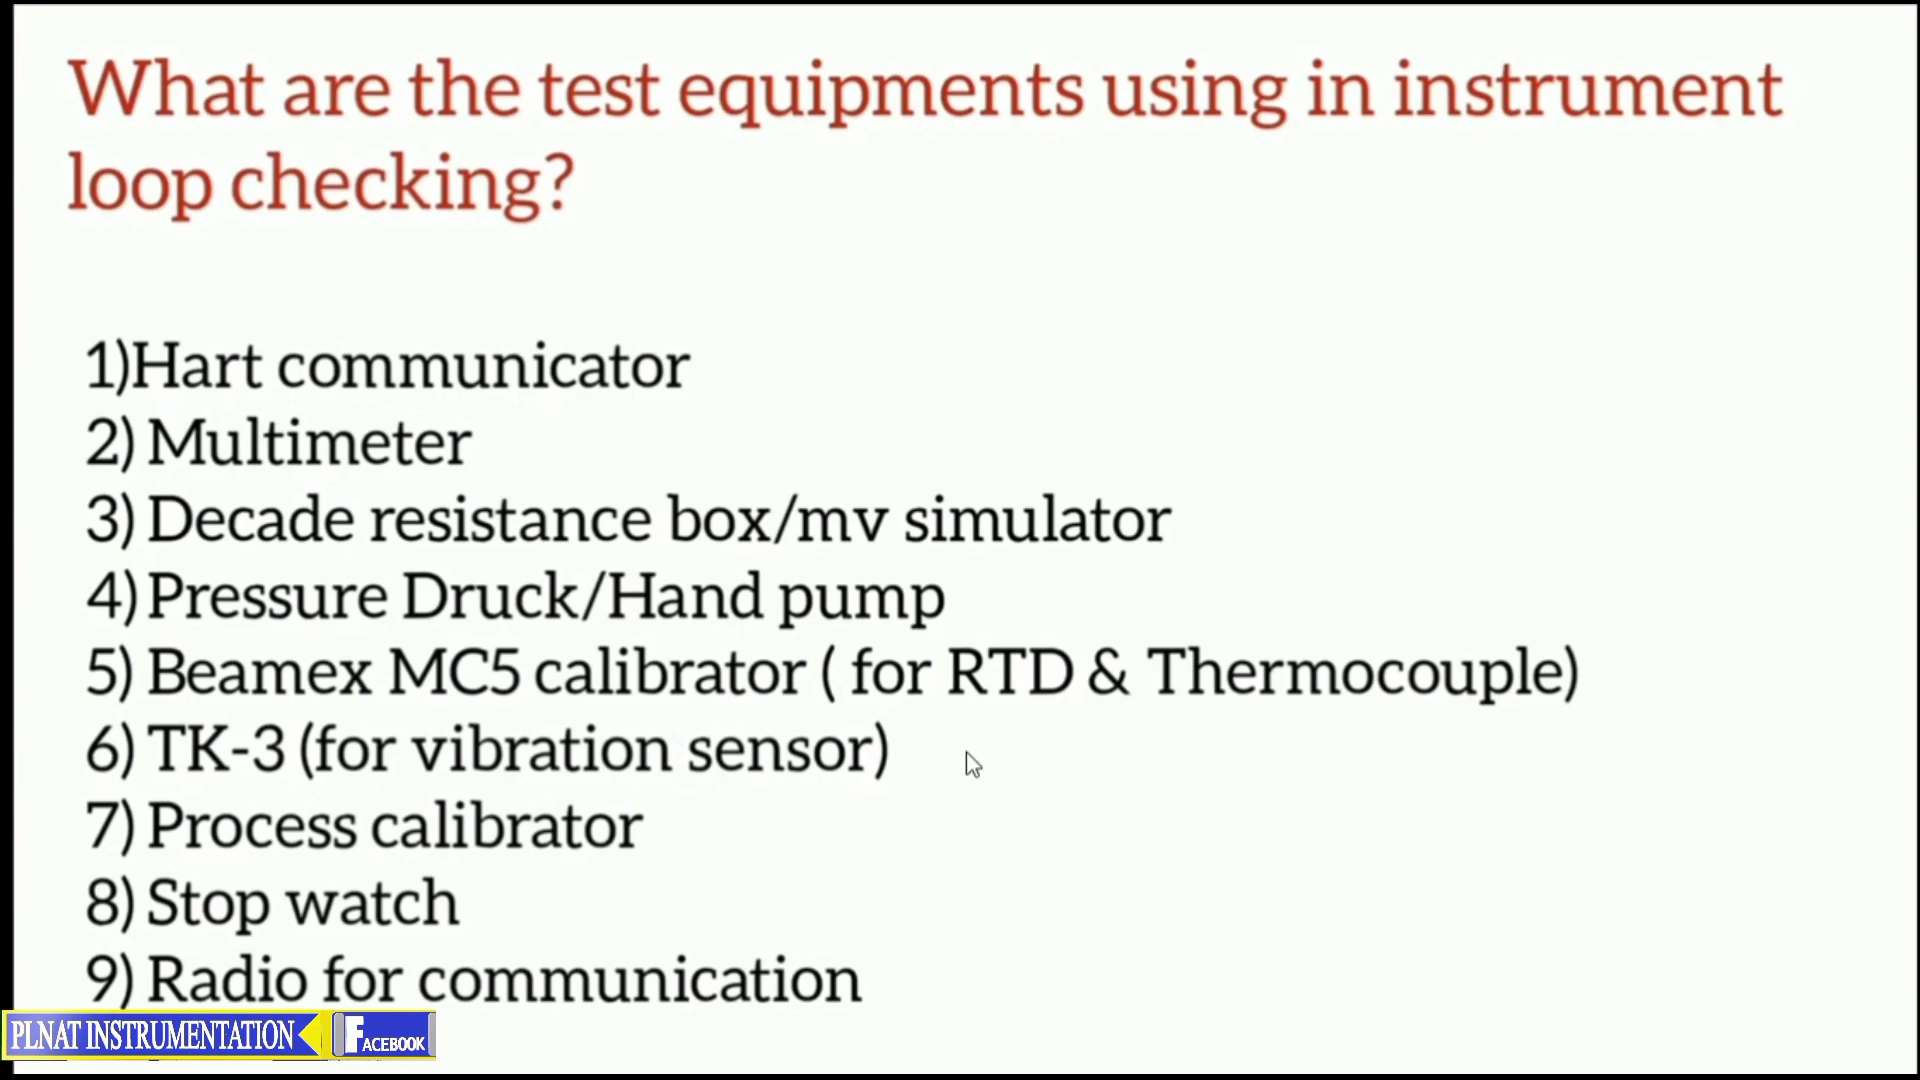 What are the test equipments using in instrument
loop checking?
1)Hart communicator
2) Multimeter
3) Decade resistance box/mv simulator
4) Pressure Druck/Hand pump
5) Beamex MC5 calibrator ( for RTD & Thermocouple)
6) TK-3 (for vibration sensor)
7) Process calibrator
8) Stop watch
9) Radio for communication
PLNAT INSTRUMENTATION FACEBOOK